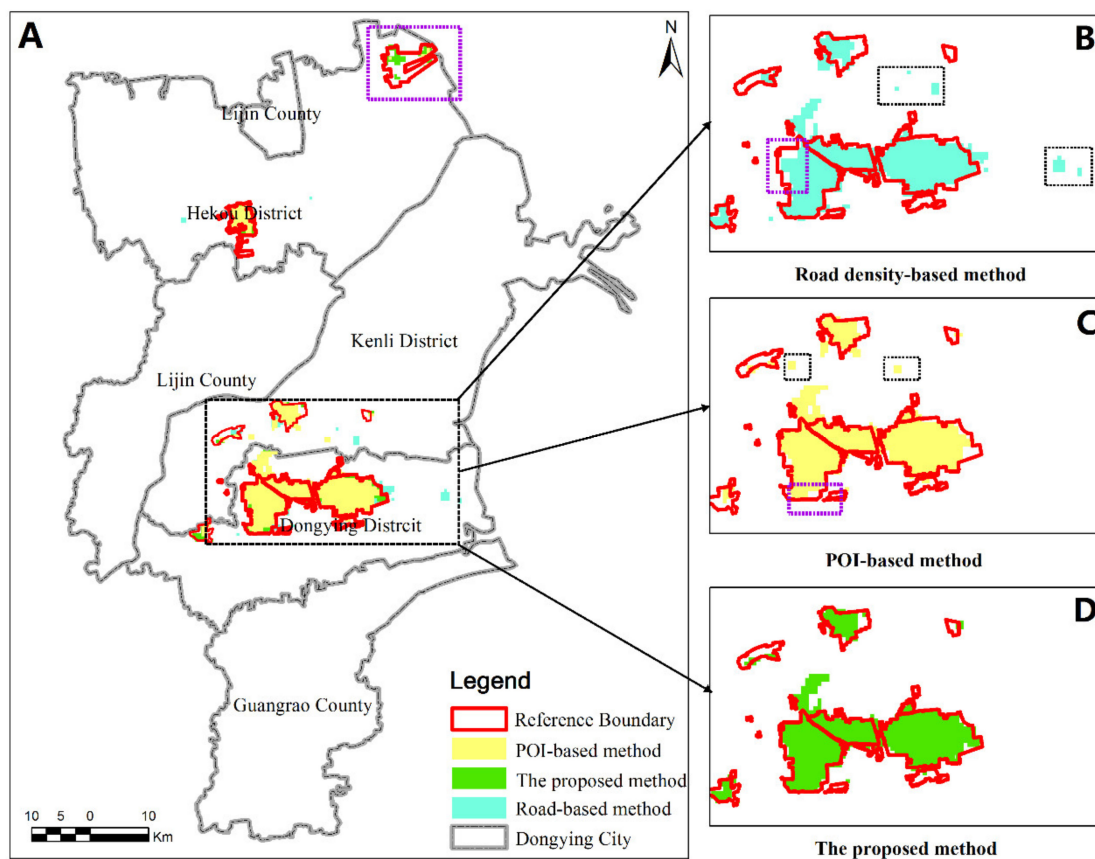 A
N
Lijin County
Hekou District
Kenli District
Lijin County
Dongying Distrcit
Guangrao County
Legend
Reference Boundary
POI-based method
The proposed method
Road-based method
Dongying City
10 5 0 10
Km
B
Road density-based method
C
POI-based method
D
The proposed method